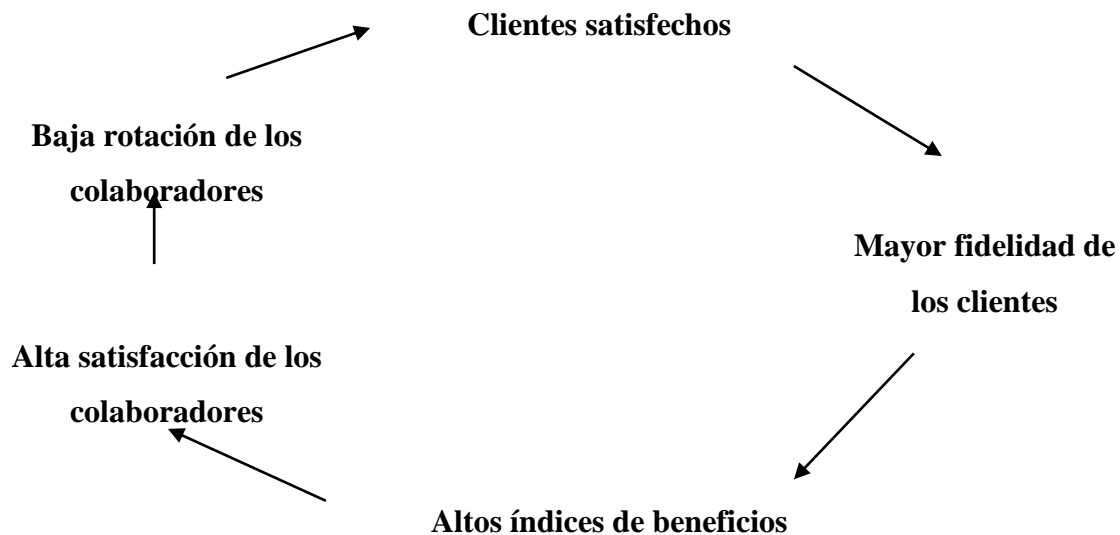 Clientes satisfechos
Baja rotación de los
colaboradores
Mayor fidelidad de
los clientes
Alta satisfacción de los
colaboradores
Altos índices de beneficios